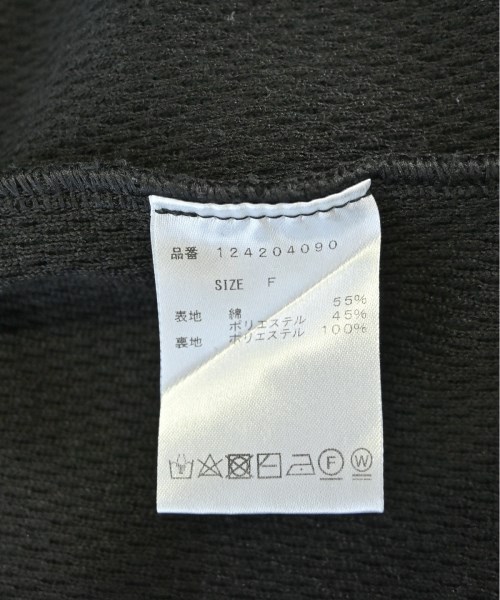 品番 124204090
SIZE F
表地 綿 55%
ポリエステル 45%
裏地 ポリエステル 100%
F W